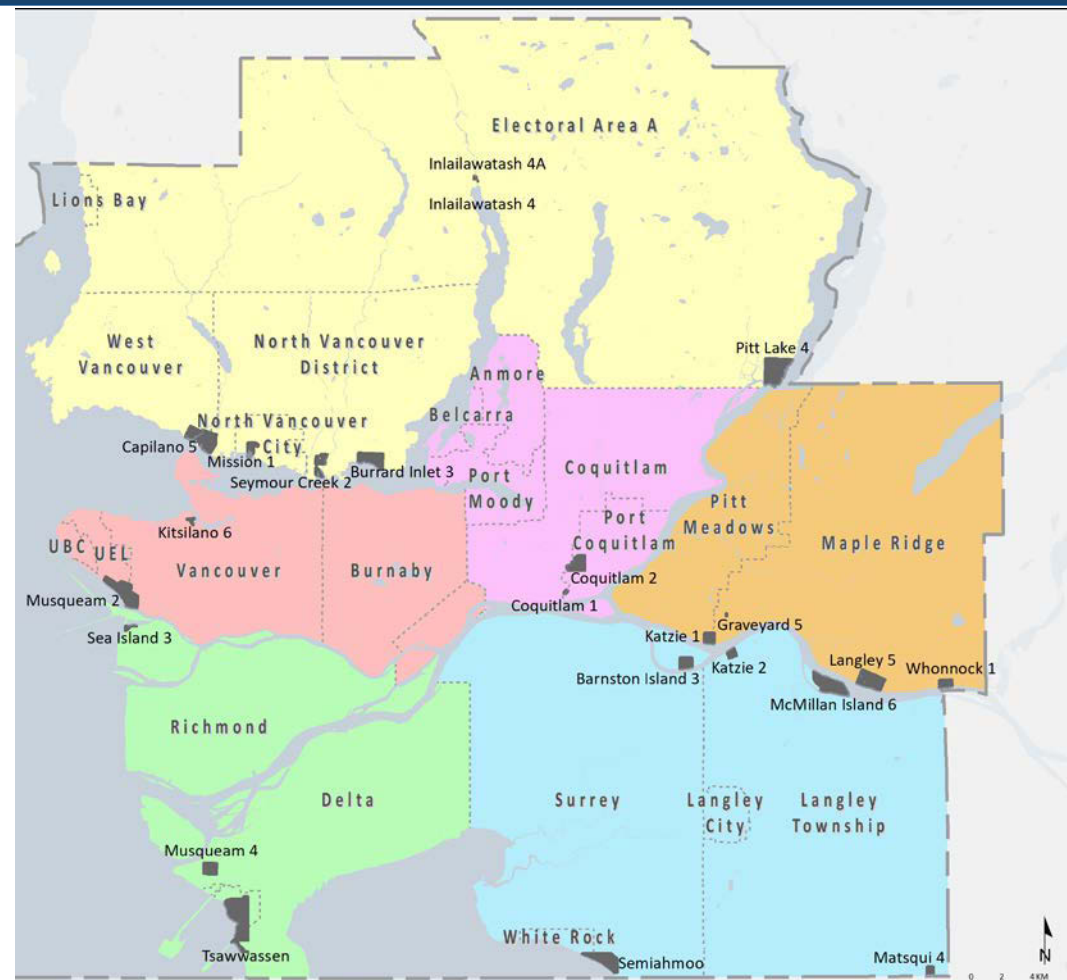 Electoral Area A
Inlailawatash 4A
Lions Bay
Inlailawatash 4
West
Vancouver
North Vancouver
District
Pitt Lake 4
Anmore
Belcarra
North Vancouver
City
Capilano 5
Mission 1
Seymour Creek 2
Burrard Inlet 3
Port
Moody
Coquitlam
Port
Coquitlam
Pitt
Meadows
Maple Ridge
Kitsilano 6
UBC
UEL
Vancouver
Burnaby
Coquitlam 2
Musqueam 2
Coquitlam 1
Sea Island 3
Graveyard 5
Katzie 1
Katzie 2
Barnston Island 3
Langley 5
Whonnock 1
McMillan Island 6
Richmond
Delta
Surrey
Langley
City
Langley
Township
Musqueam 4
White Rock
Tsawwassen
Semiahmoo
Matsqui 4
N
0 2 4 KM